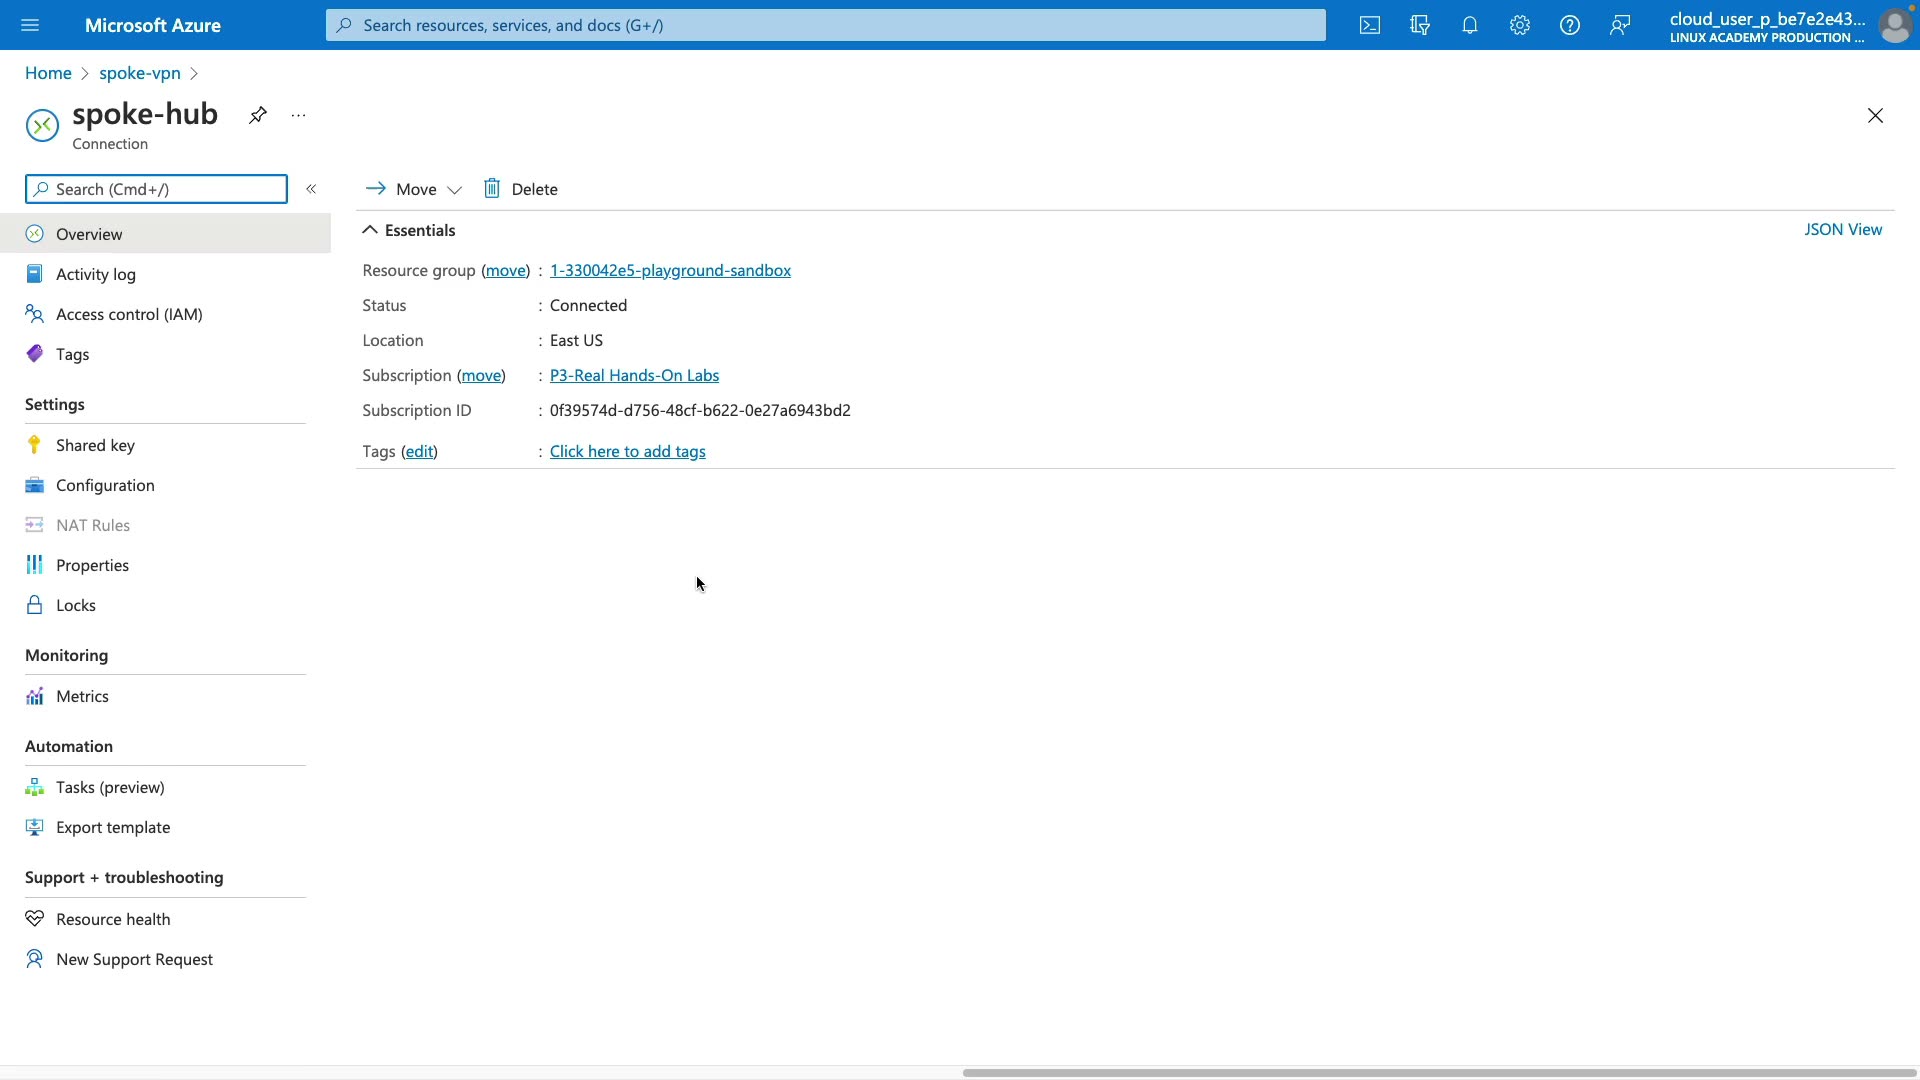 Microsoft Azure
Search resources, services, and docs (G+/)
cloud_user_p_be7e2e43...
LINUX ACADEMY PRODUCTION ...
Home > spoke-vpn >
spoke-hub
...
Connection
Search (Cmd+/)
«
Move
Delete
Overview
Activity log
Access control (IAM)
Tags
Settings
Shared key
Configuration
NAT Rules
Properties
Locks
Monitoring
Metrics
Automation
Tasks (preview)
Export template
Support + troubleshooting
Resource health
New Support Request
Essentials
JSON View
Resource group (move) : 1-330042e5-playground-sandbox
Status : Connected
Location : East US
Subscription (move) : P3-Real Hands-On Labs
Subscription ID : 0f39574d-d756-48cf-b622-0e27a6943bd2
Tags (edit) : Click here to add tags